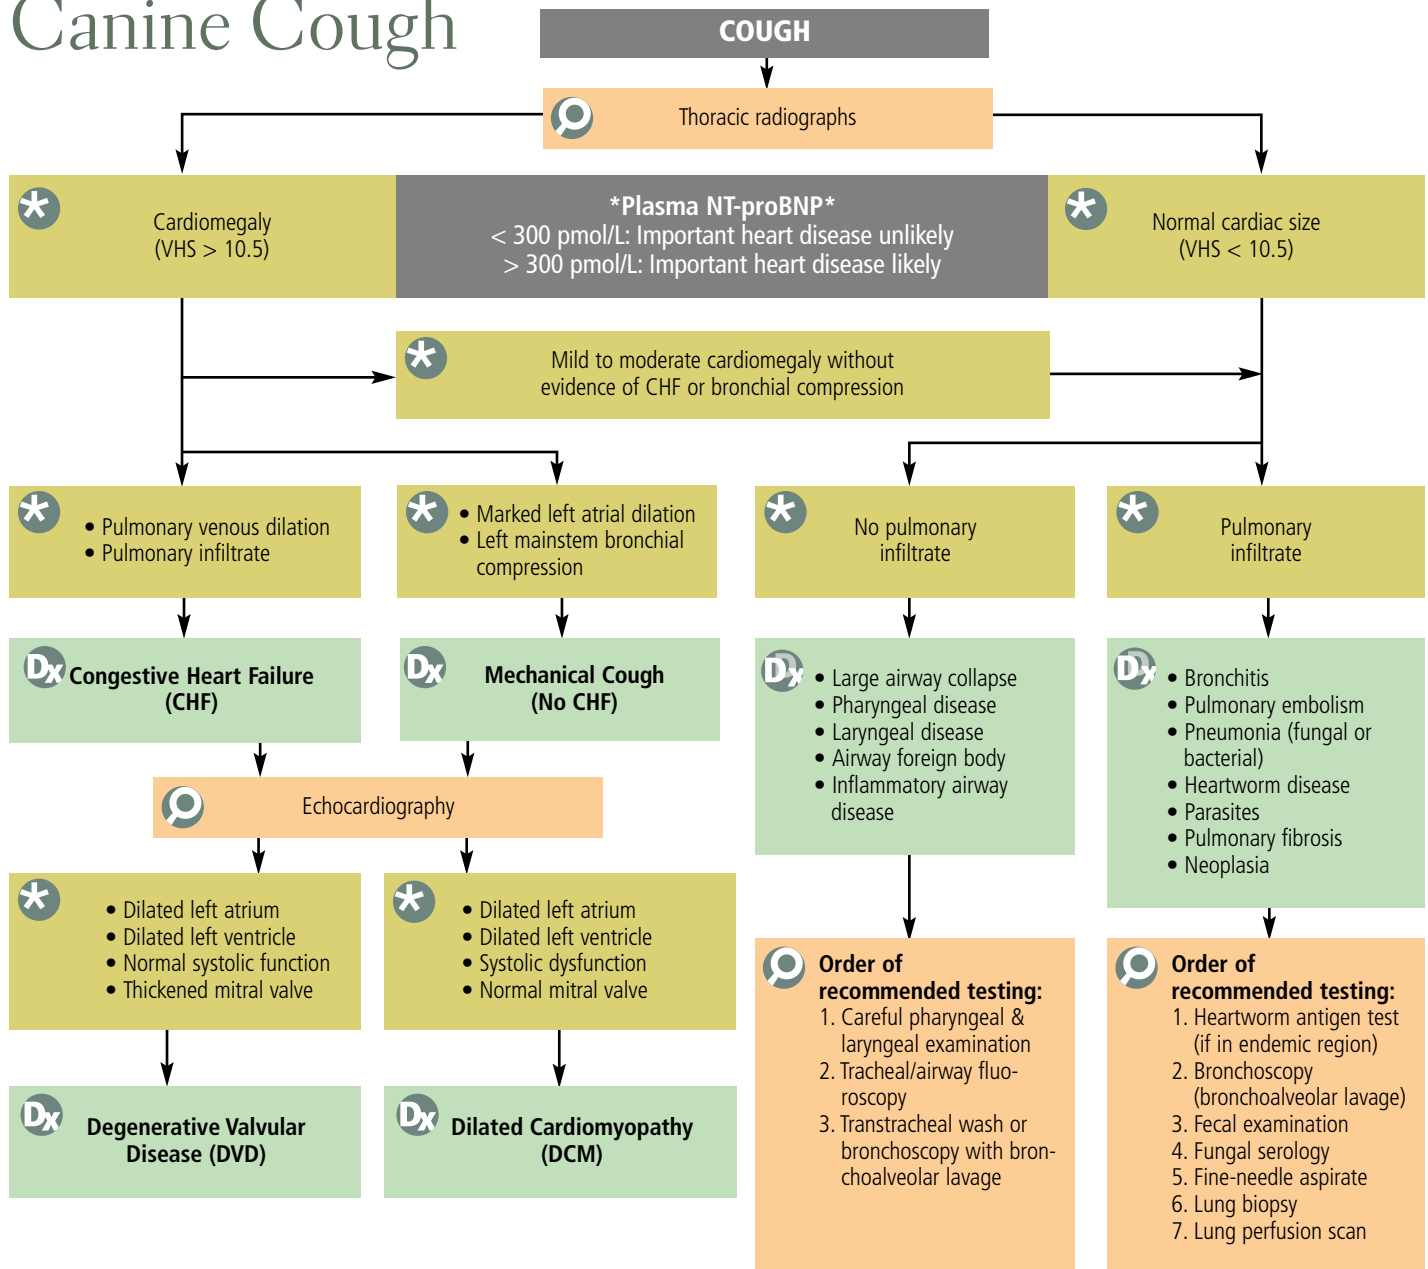 Canine Cough
COUGH
Thoracic radiographs
Cardiomegaly
(VHS > 10.5)
*Plasma NT-proBNP*
< 300 pmol/L: Important heart disease unlikely
> 300 pmol/L: Important heart disease likely
Normal cardiac size
(VHS < 10.5)
Mild to moderate cardiomegaly without
evidence of CHF or bronchial compression
• Pulmonary venous dilation
• Pulmonary infiltrate
• Marked left atrial dilation
• Left mainstem bronchial
compression
No pulmonary
infiltrate
Pulmonary
infiltrate
Dx
Congestive Heart Failure
(CHF)
Dx
Mechanical Cough
(No CHF)
DDx
• Large airway collapse
• Pharyngeal disease
• Laryngeal disease
• Airway foreign body
• Inflammatory airway
disease
DDx
• Bronchitis
• Pulmonary embolism
• Pneumonia (fungal or
bacterial)
• Heartworm disease
• Parasites
• Pulmonary fibrosis
• Neoplasia
Echocardiography
• Dilated left atrium
• Dilated left ventricle
• Normal systolic function
• Thickened mitral valve
• Dilated left atrium
• Dilated left ventricle
• Systolic dysfunction
• Normal mitral valve
Dx
Degenerative Valvular
Disease (DVD)
Dx
Dilated Cardiomyopathy
(DCM)
Order of
recommended testing:
1. Careful pharyngeal &
laryngeal examination
2. Tracheal/airway fluo-
roscopy
3. Transtracheal wash or
bronchoscopy with bron-
choalveolar lavage
Order of
recommended testing:
1. Heartworm antigen test
(if in endemic region)
2. Bronchoscopy
(bronchoalveolar lavage)
3. Fecal examination
4. Fungal serology
5. Fine-needle aspirate
6. Lung biopsy
7. Lung perfusion scan